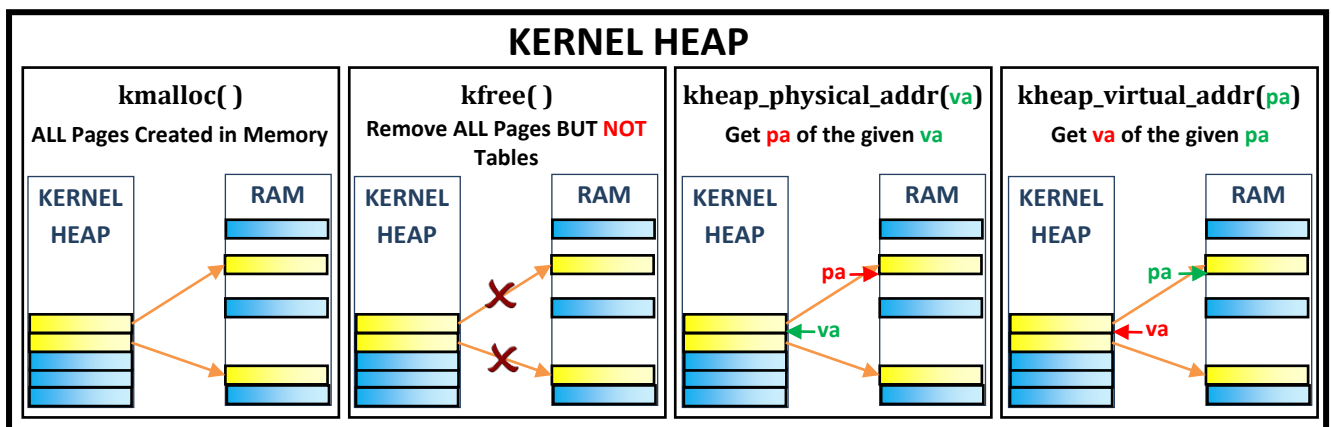 KERNEL HEAP
kmalloc( )
ALL Pages Created in Memory
KERNEL
HEAP
RAM
kfree( )
Remove ALL Pages BUT NOT
Tables
KERNEL
HEAP
RAM
kheap_physical_addr(va)
Get pa of the given va
KERNEL
HEAP
RAM
pa
va
kheap_virtual_addr(pa)
Get va of the given pa
KERNEL
HEAP
RAM
pa
va